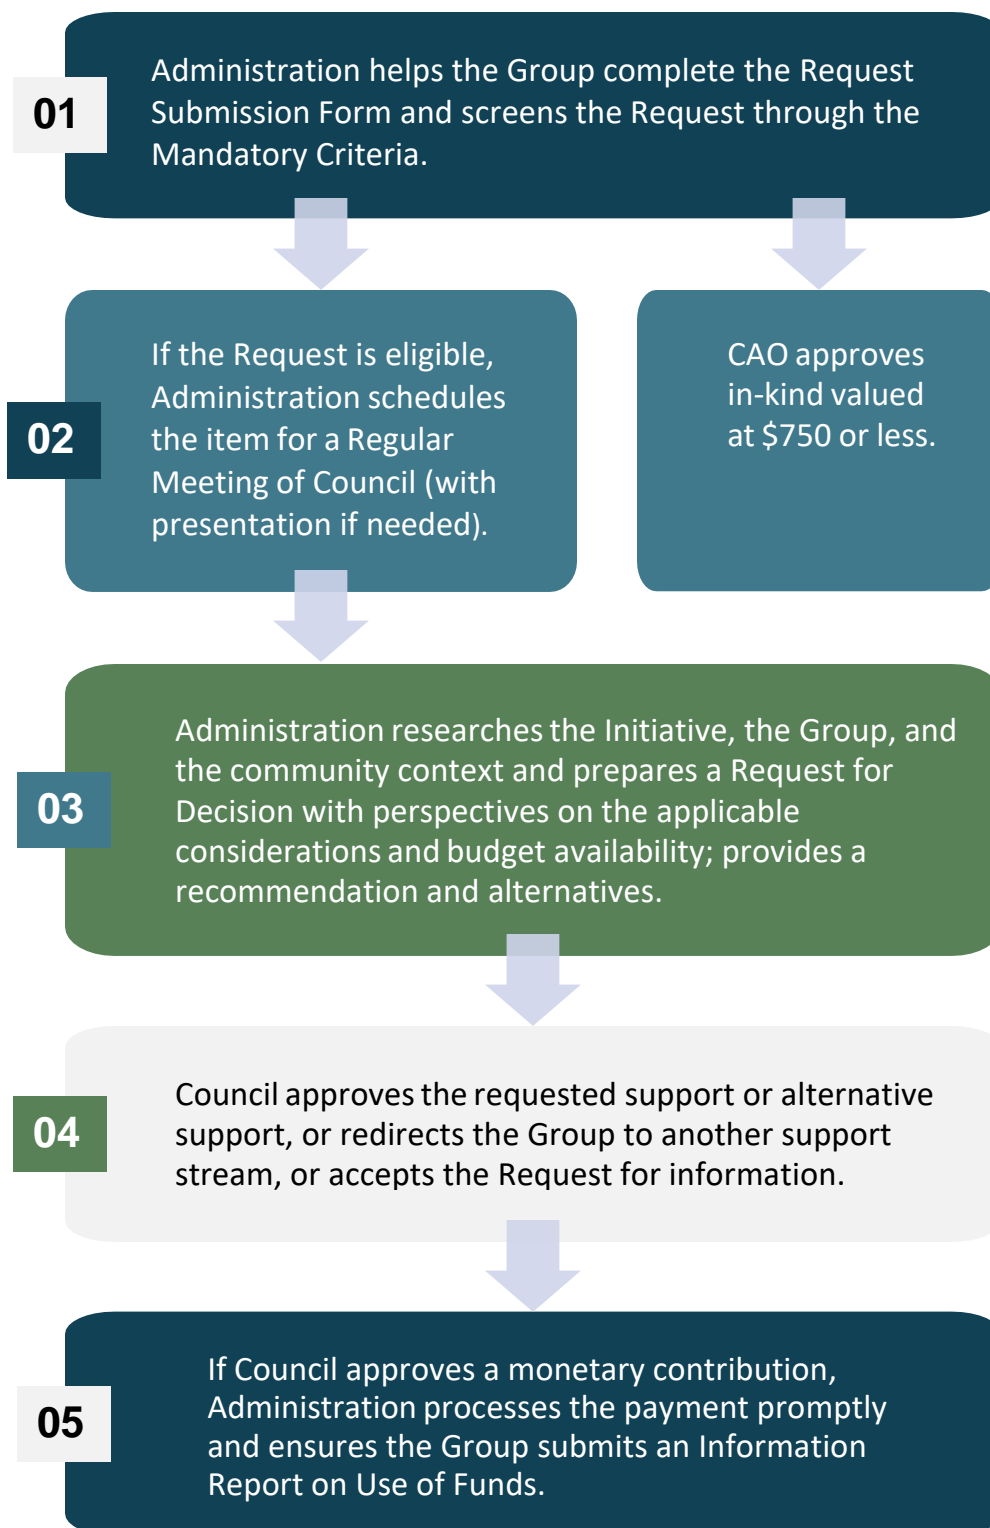 01
Administration helps the Group complete the Request
Submission Form and screens the Request through the
Mandatory Criteria.
02
If the Request is eligible,
Administration schedules
the item for a Regular
Meeting of Council (with
presentation if needed).
CAO approves
in-kind valued
at $750 or less.
03
Administration researches the Initiative, the Group, and
the community context and prepares a Request for
Decision with perspectives on the applicable
considerations and budget availability; provides a
recommendation and alternatives.
04
Council approves the requested support or alternative
support, or redirects the Group to another support
stream, or accepts the Request for information.
05
If Council approves a monetary contribution,
Administration processes the payment promptly
and ensures the Group submits an Information
Report on Use of Funds.